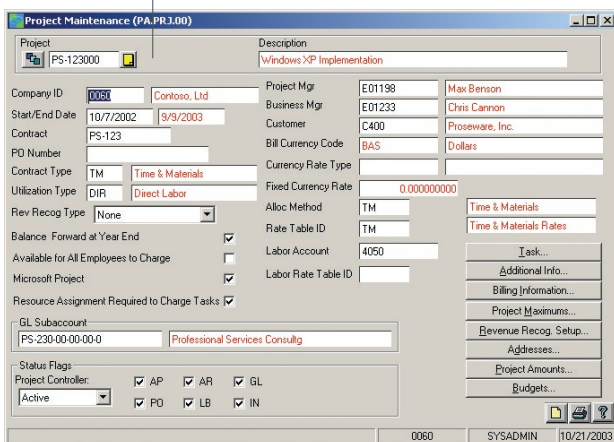 Project Maintenance (PA.PRJ.00)
Project
Description
PS-123000
Windows XP Implementation
Company ID 0060 Contoso, Ltd
Start/End Date 10/7/2002 9/9/2003
Contract PS-123
PO Number
Contract Type TM Time & Materials
Utilization Type DIR Direct Labor
Rev Recog Type None
Balance Forward at Year End
Available for All Employees to Charge
Microsoft Project
Resource Assignment Required to Charge Tasks
Project Mgr E01198 Max Benson
Business Mgr E01233 Chris Cannon
Customer C400 Proseware, Inc.
Bill Currency Code BAS Dollars
Currency Rate Type
Fixed Currency Rate 0.000000000
Alloc Method TM Time & Materials
Rate Table ID TM Time & Materials Rates
Labor Account 4050
Labor Rate Table ID
Task...
Additional Info...
Billing Information...
Project Maximums...
Revenue Recog. Setup...
Addresses...
Project Amounts...
Budgets...
GL Subaccount
PS-230-00-00-00-0 Professional Services Consultg
Status Flags
Project Controller:
Active
AP AR GL
PO LB IN
0060 SYSADMIN 10/21/2003